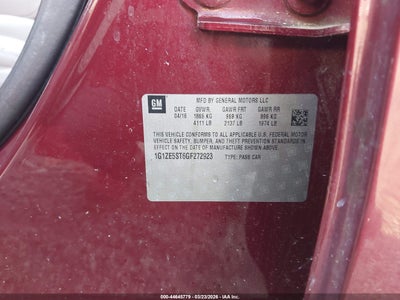 GM
MFD BY GENERAL MOTORS LLC
DATE GVWR GAWR FRT GAWR RR
04/16 1865 KG 969 KG 896 KG
4111 LB 2137 LB 1974 LB
THIS VEHICLE CONFORMS TO ALL APPLICABLE U.S. FEDERAL MOTOR
VEHICLE SAFETY, BUMPER, AND THEFT PREVENTION STANDARDS
IN EFFECT ON THE DATE OF MANUFACTURE SHOWN ABOVE.
1G1ZE5ST6GF272923 TYPE: PASS CAR
000-44645779 - 03/23/2026 - IAA, Inc.